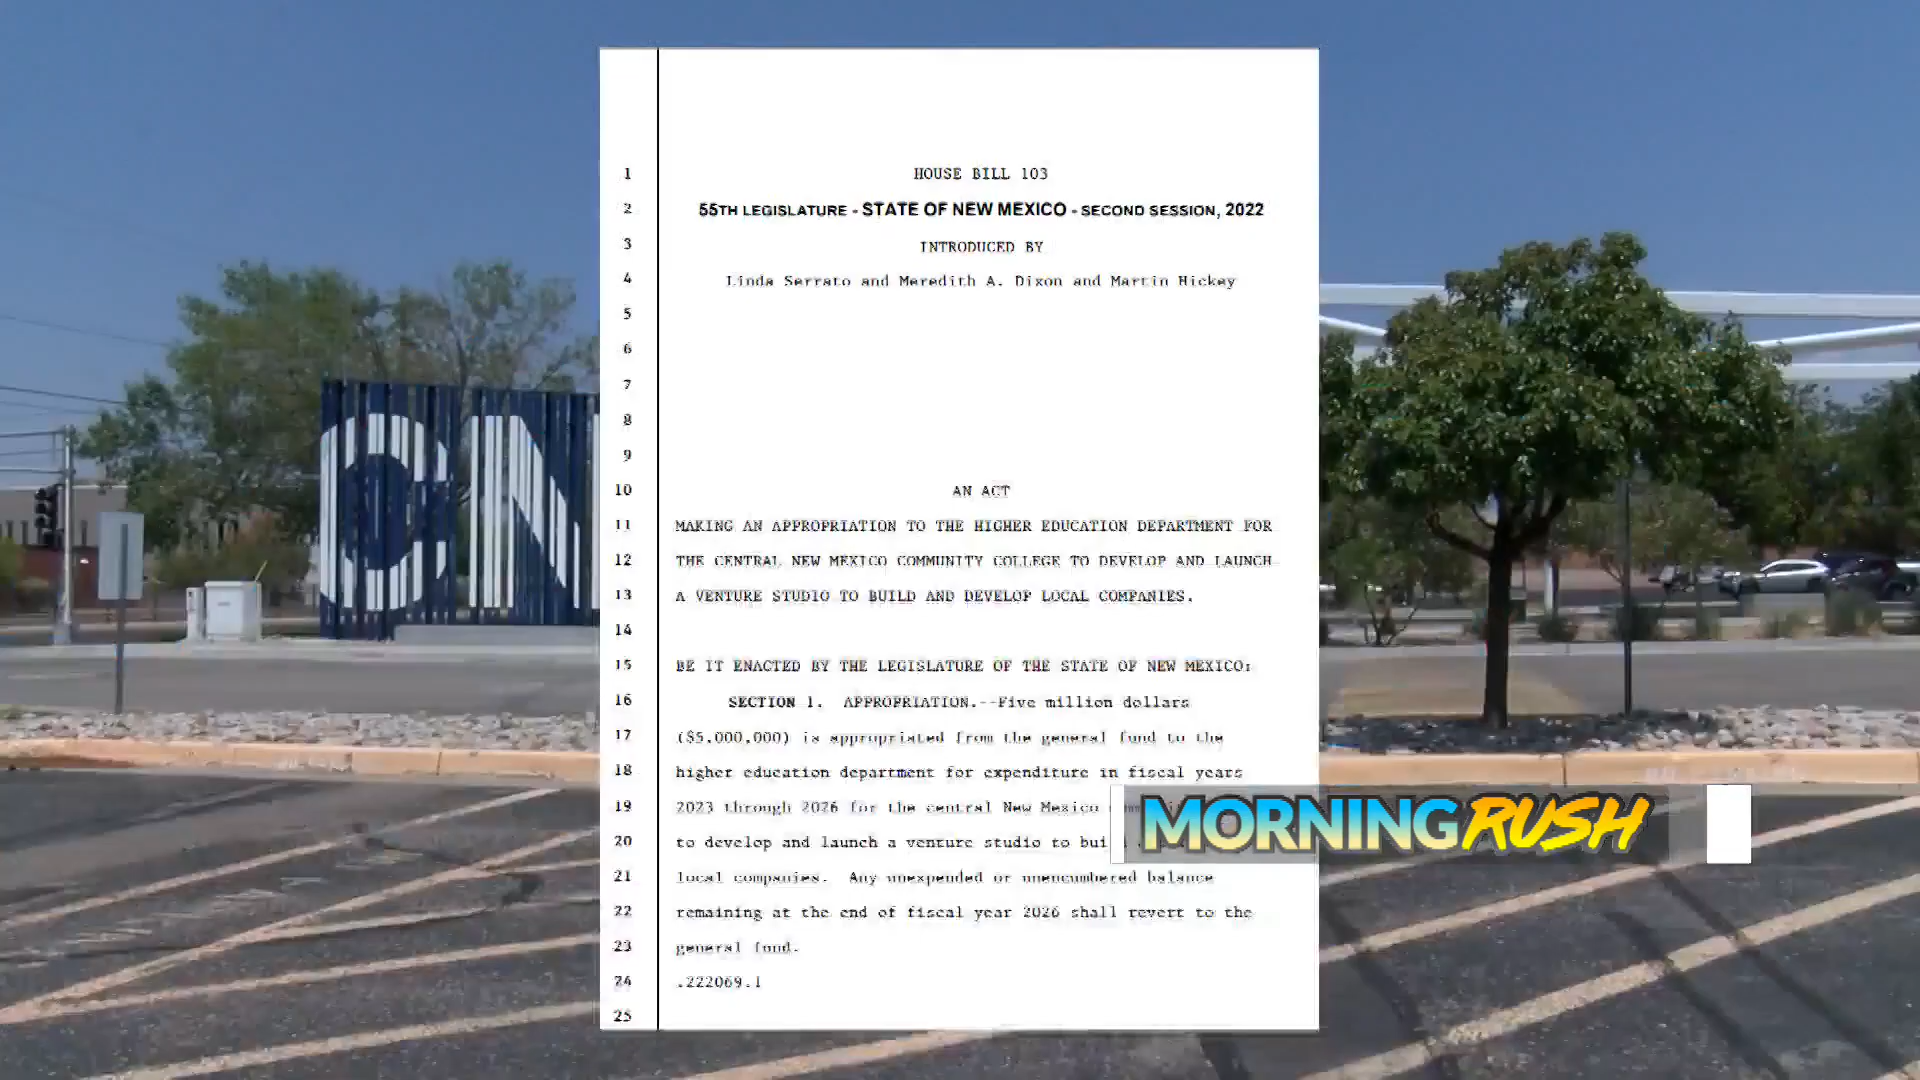 1 HOUSE BILL 103
2 55TH LEGISLATURE - STATE OF NEW MEXICO - SECOND SESSION, 2022
3 INTRODUCED BY
4 Linda Serrato and Meredith A. Dixon and Martin Hickey
5
6
7
8
9
10 AN ACT
11 MAKING AN APPROPRIATION TO THE HIGHER EDUCATION DEPARTMENT FOR
12 THE CENTRAL NEW MEXICO COMMUNITY COLLEGE TO DEVELOP AND LAUNCH
13 A VENTURE STUDIO TO BUILD AND DEVELOP LOCAL COMPANIES.
14
15 BE IT ENACTED BY THE LEGISLATURE OF THE STATE OF NEW MEXICO:
16 SECTION 1. APPROPRIATION.--Five million dollars
17 ($5,000,000) is appropriated from the general fund to the
18 higher education department for expenditure in fiscal years
19 2023 through 2026 for the central New Mexico
20 to develop and launch a venture studio to
21 local companies. Any unexpended or unencumbered balance
22 remaining at the end of fiscal year 2026 shall revert to the
23 general fund.
24 .222069.1
25
CN
MORNING RUSH